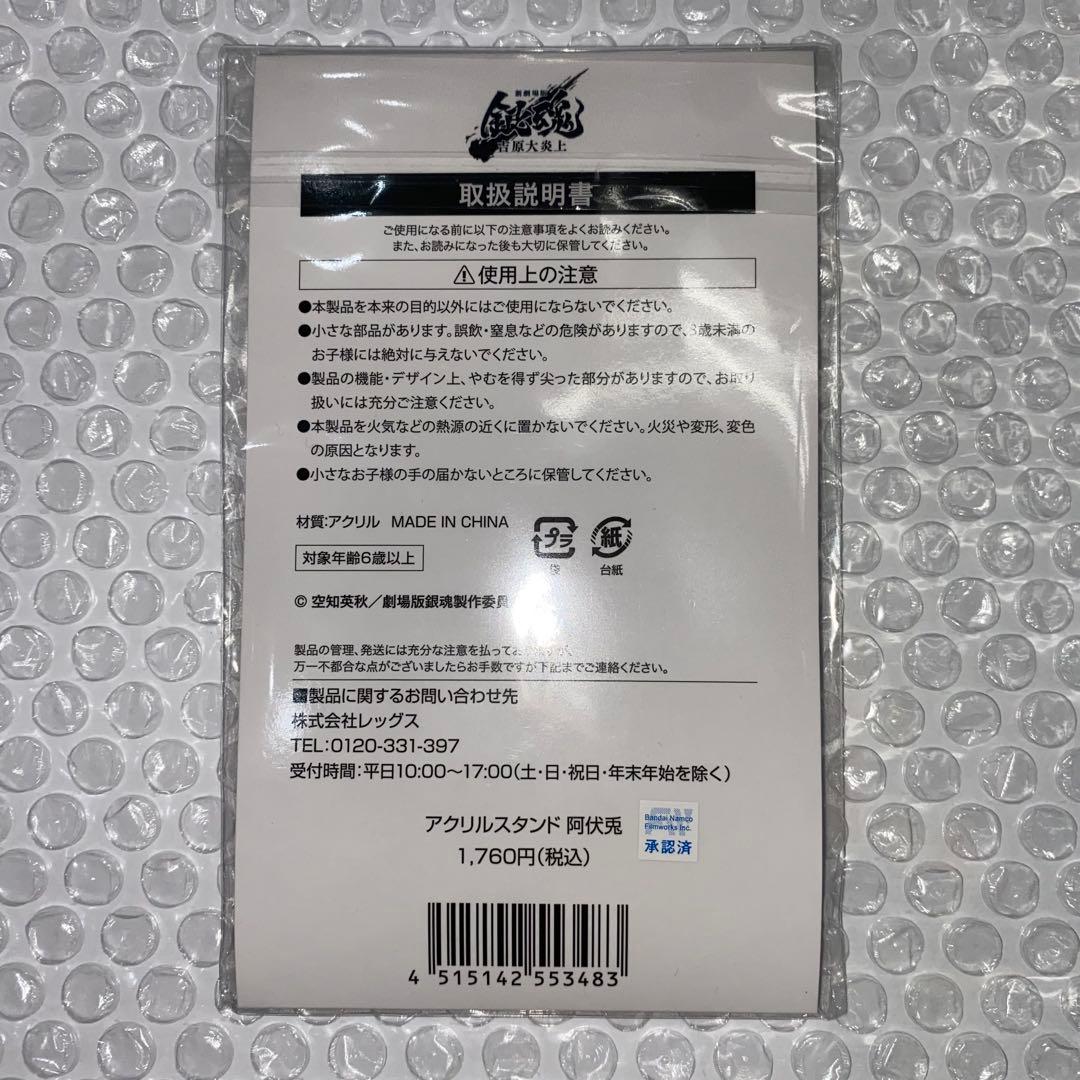 新劇場版
銀魂
吉原大炎上
取扱説明書
ご使用になる前に以下の注意事項をよくお読みください。
また、お読みになった後も大切に保管してください。
⚠使用上の注意
●本製品を本来の目的以外にはご使用にならないでください。
●小さな部品があります。誤飲・窒息などの危険がありますので、3歳未満の
お子様には絶対に与えないでください。
●製品の機能・デザイン上、やむを得ず尖った部分がありますので、お取り
扱いには充分ご注意ください。
●本製品を火気などの熱源の近くに置かないでください。火災や変形、変色
の原因となります。
●小さなお子様の手の届かないところに保管してください。
材質:アクリル MADE IN CHINA
プラ 紙
袋 台紙
対象年齢6歳以上
© 空知英秋/劇場版銀魂製作委員
製品の管理、発送には充分な注意を払ってお
万一不都合な点がございましたらお手数ですが下記までご連絡ください。
■製品に関するお問い合わせ先
株式会社レッグス
TEL:0120-331-397
受付時間:平日10:00~17:00(土・日・祝日・年末年始を除く)
アクリルスタンド 阿伏兎
1,760円(税込)
Bandai Namco
Filmworks Inc.
承認済
4 515142 553483